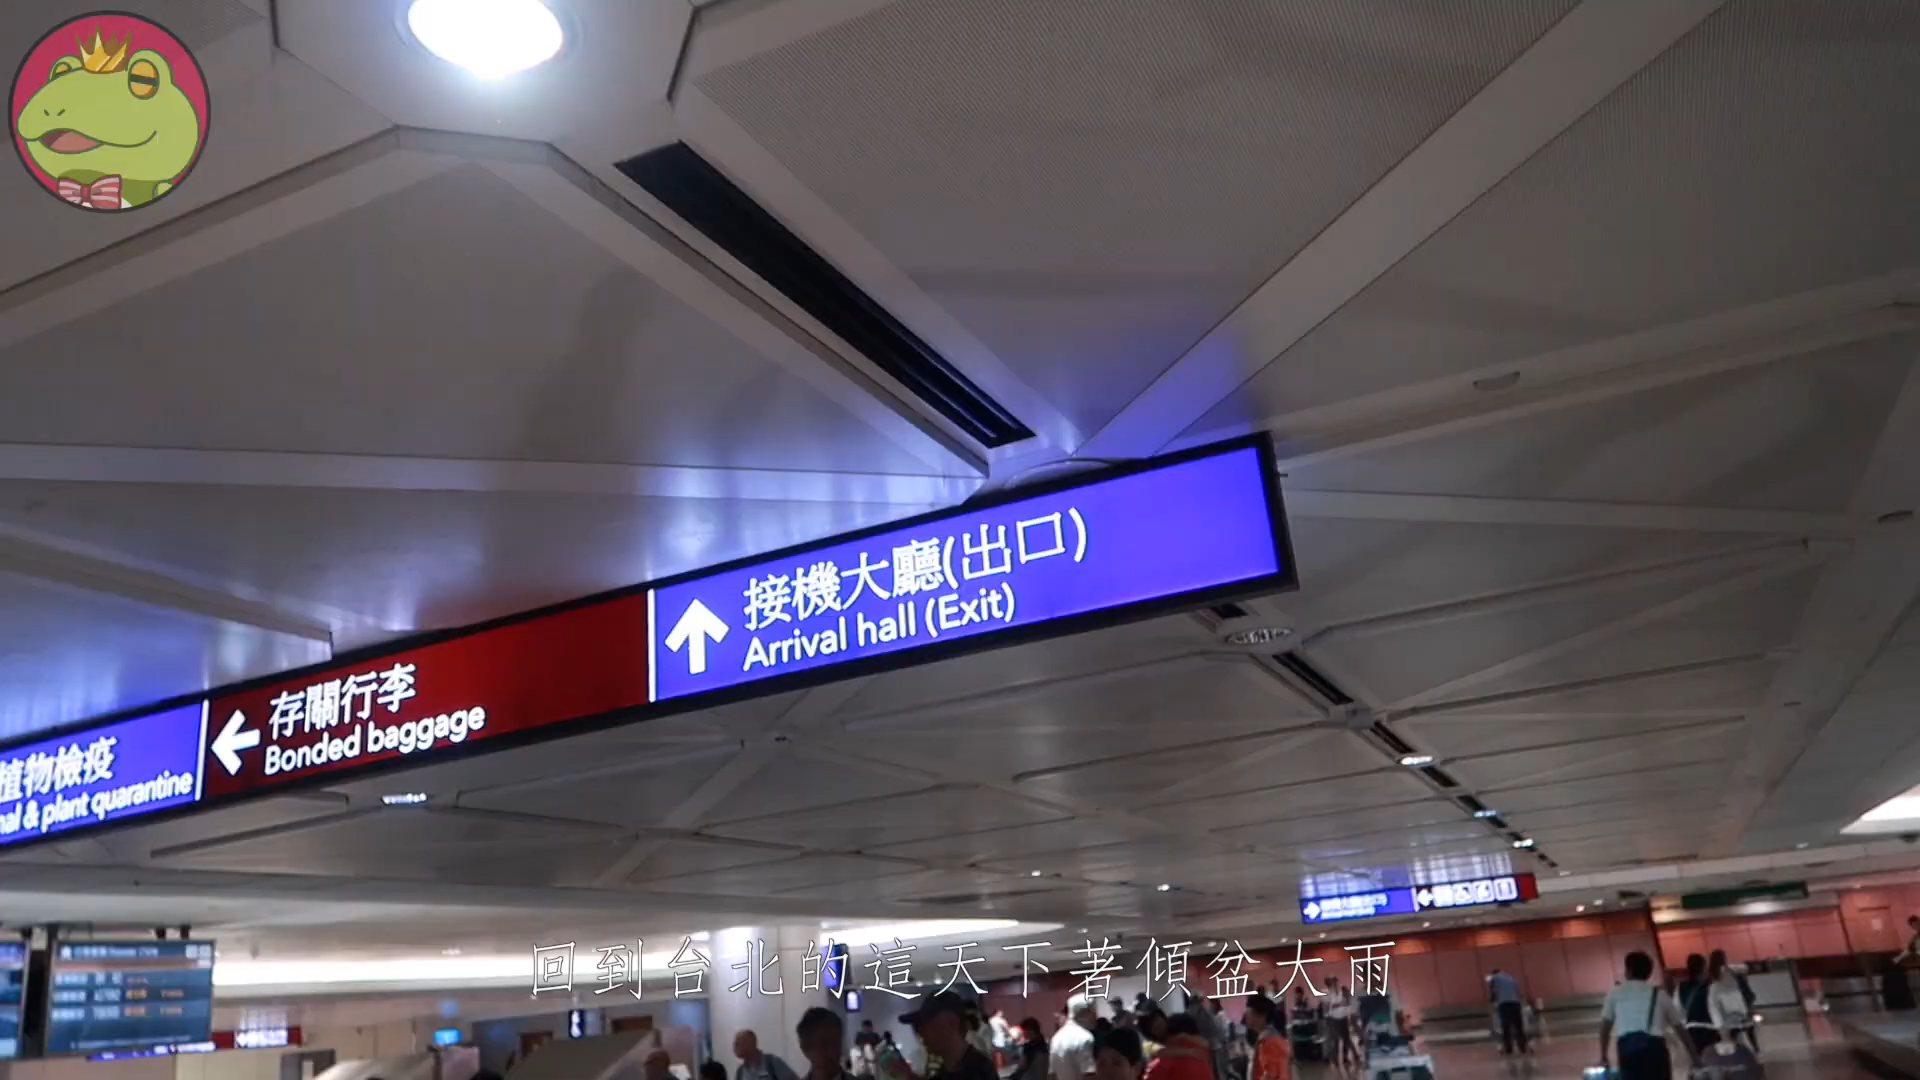 接機大廳(出口)
Arrival hall (Exit)
存關行李
Bonded baggage
植物檢疫
& plant quarantine
回到台北的這天下著傾盆大雨